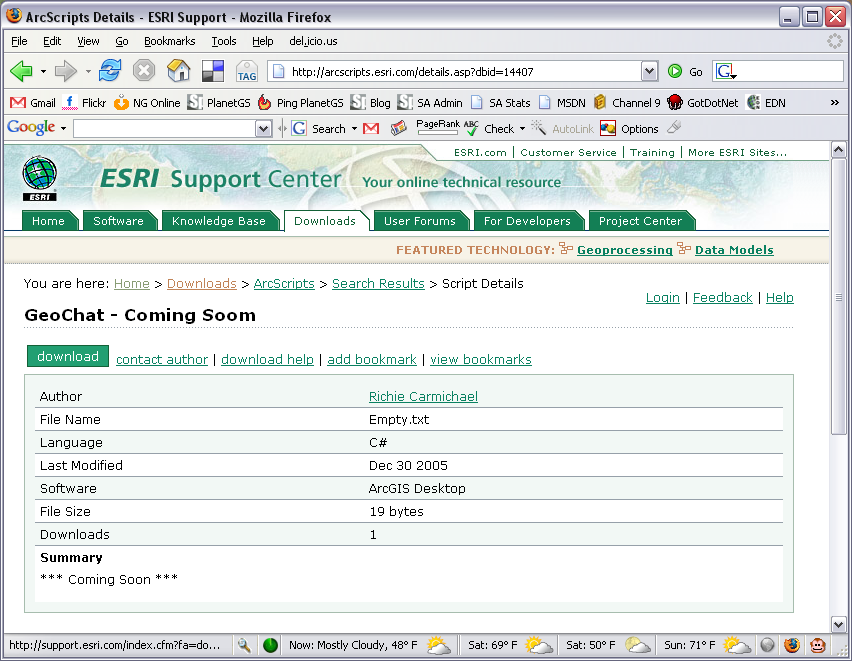 ArcScripts Details - ESRI Support - Mozilla Firefox
File Edit View Go Bookmarks Tools Help del.icio.us
TAG http://arcscripts.esri.com/details.asp?dbid=14407 Go G
Gmail Flickr NG Online PlanetGS Ping PlanetGS Blog SA Admin SA Stats MSDN Channel 9 GotDotNet EDN »
Google G Search PageRank ABC Check AutoLink Options
ESRI.com | Customer Service | Training | More ESRI Sites...
ESRI Support Center Your online technical resource
ESRI
Home Software Knowledge Base Downloads User Forums For Developers Project Center
FEATURED TECHNOLOGY: Geoprocessing Data Models
You are here: Home > Downloads > ArcScripts > Search Results > Script Details
Login | Feedback | Help
GeoChat - Coming Soom
download contact author | download help | add bookmark | view bookmarks
Author Richie Carmichael
File Name Empty.txt
Language C#
Last Modified Dec 30 2005
Software ArcGIS Desktop
File Size 19 bytes
Downloads 1
Summary
*** Coming Soon ***
http://support.esri.com/index.cfm?fa=do... Now: Mostly Cloudy, 48° F Sat: 69° F Sat: 50° F Sun: 71° F